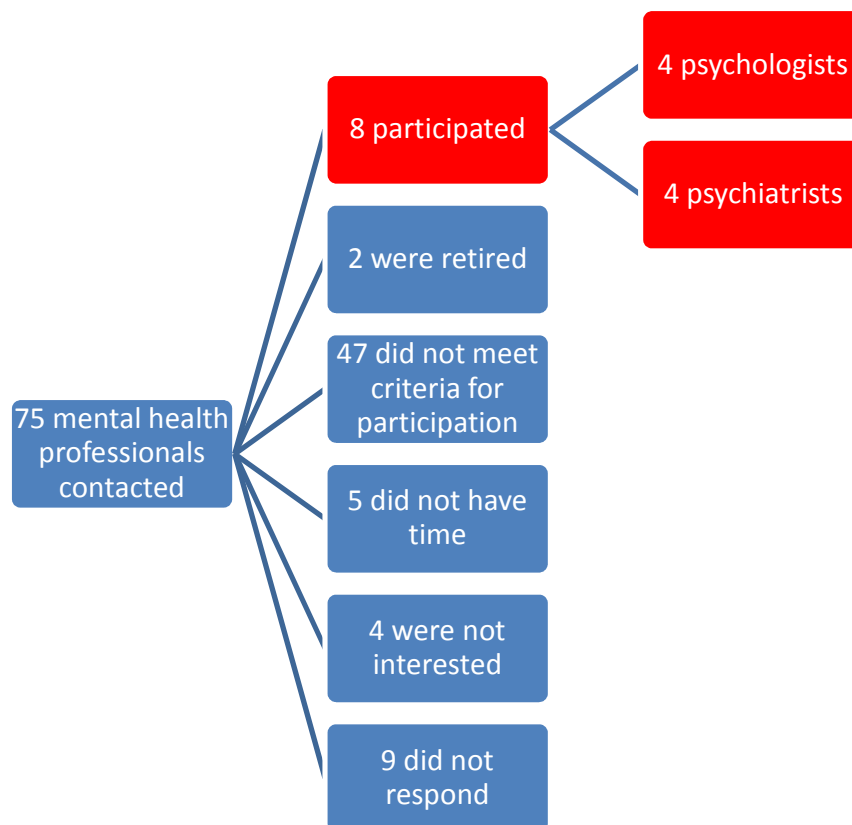 75 mental health
professionals
contacted
8 participated
4 psychologists
4 psychiatrists
2 were retired
47 did not meet
criteria for
participation
5 did not have
time
4 were not
interested
9 did not
respond